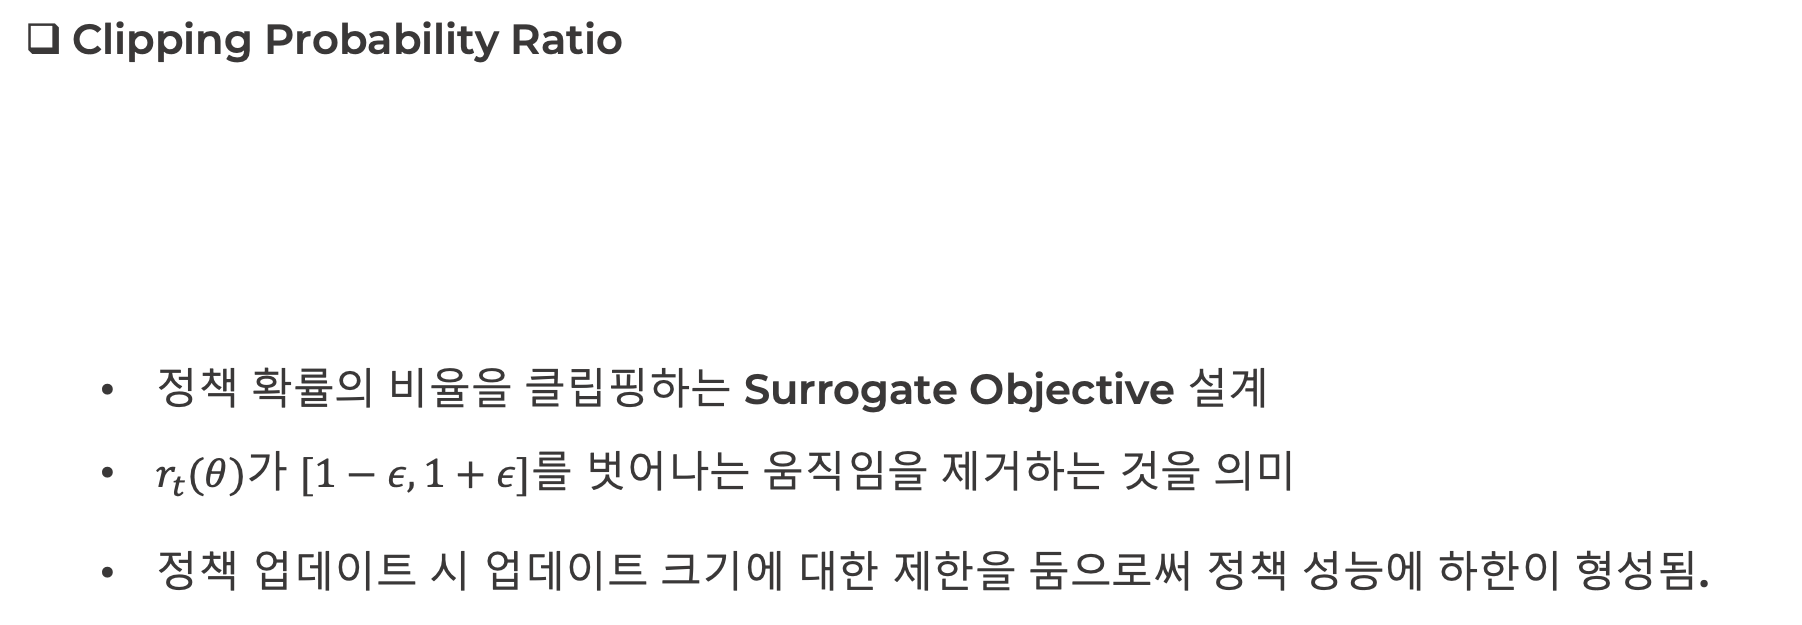 ❑ Clipping Probability Ratio
• 정책 확률의 비율을 클립핑하는 Surrogate Objective 설계
• r_t(θ)가 [1 − ϵ, 1 + ϵ]를 벗어나는 움직임을 제거하는 것을 의미
• 정책 업데이트 시 업데이트 크기에 대한 제한을 둠으로써 정책 성능에 하한이 형성됨.